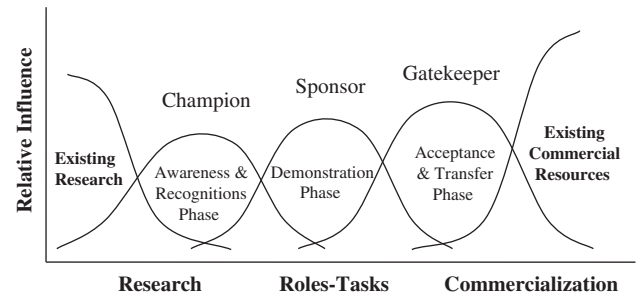 Relative Influence
Champion
Sponsor
Gatekeeper
Existing
Research
Awareness &
Recognitions
Phase
Demonstration
Phase
Acceptance
& Transfer
Phase
Existing
Commercial
Resources
Research
Roles-Tasks
Commercialization